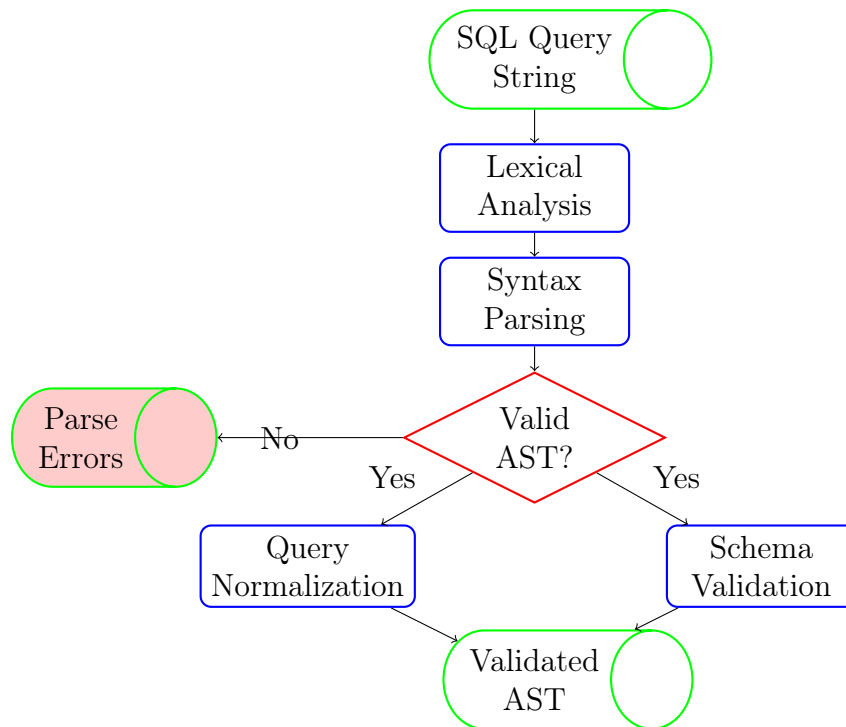 SQL Query
String
Lexical
Analysis
Syntax
Parsing
Valid
AST?
No
Parse
Errors
Yes
Yes
Query
Normalization
Schema
Validation
Validated
AST